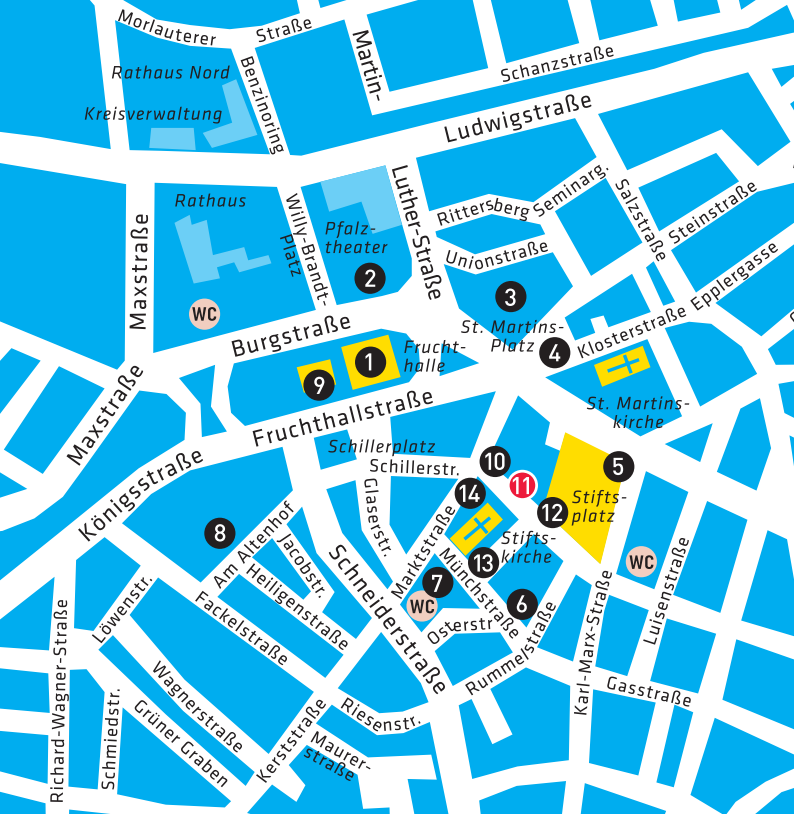 Morlauterer
Straße
Martin-
Rathaus Nord
Benzinoring
Schanzstraße
Kreisverwaltung
Ludwigstraße
Rathaus
Luther-Straße
Willy-Brandt-
Platz
Pfalz-
theater
2
Rittersberg
Seminarg.
Salzstraße
Steinstraße
Unionstraße
Maxstraße
WC
3
Epplergasse
Burgstraße
St. Martins-
Platz
4
Klosterstraße
1
Frucht-
halle
9
Maxstraße
St. Martins-
kirche
Fruchthallstraße
Schillerplatz
Schillerstr.
10
5
Königsstraße
Glaserstr.
14
11
12
Stifts-
platz
8
Am Altenhof
Jacobstr.
Stifts-
kirche
13
Marktstraße
Münchstraße
WC
Luisenstraße
Heiligenstraße
Schneiderstraße
7
WC
6
Löwenstr.
Fackelstraße
Osterstr.
Rummelstraße
Karl-Marx-Straße
Richard-Wagner-Straße
Wagnerstraße
Gasstraße
Schmiedstr.
Grüner Graben
Kerststraße
Riesenstr.
Maurer-
straße